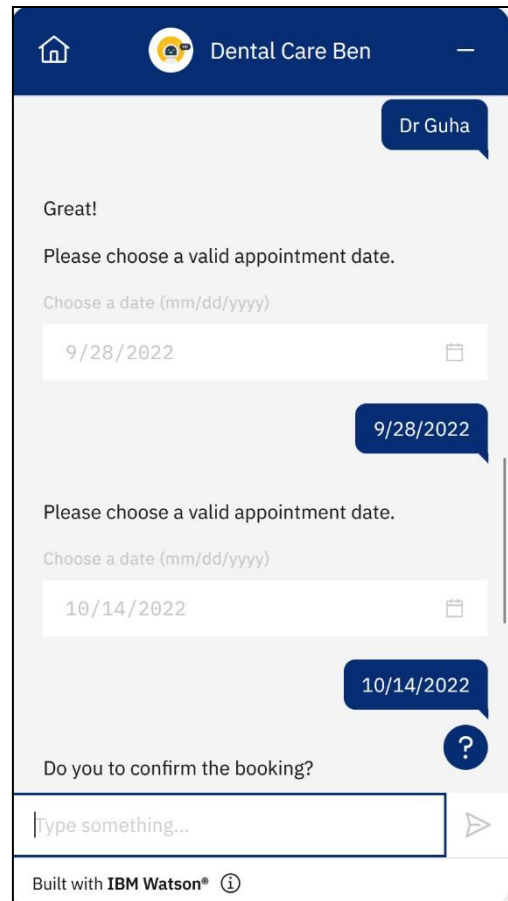 Dental Care Ben
Dr Guha
Great!
Please choose a valid appointment date.
Choose a date (mm/dd/yyyy)
9/28/2022
9/28/2022
Please choose a valid appointment date.
Choose a date (mm/dd/yyyy)
10/14/2022
10/14/2022
?
Do you to confirm the booking?
Type something...
Built with IBM Watson®